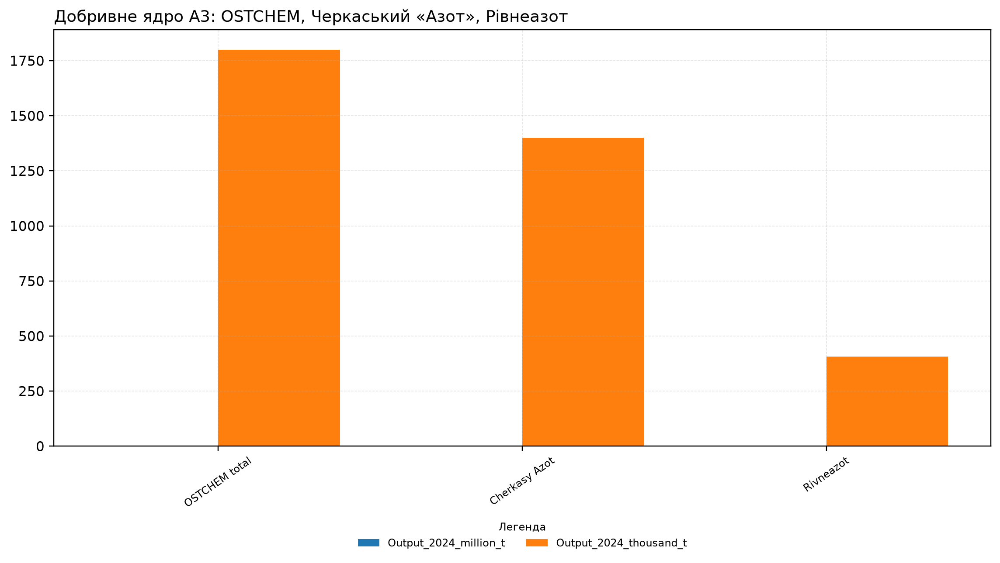 Добривне ядро А3: OSTCHEM, Черкаський «Азот», Рівнеазот
1750
1500
1250
1000
750
500
250
0
OSTCHEM total
Cherkasy Azot
Rivneazot
Легенда
Output_2024_million_t Output_2024_thousand_t